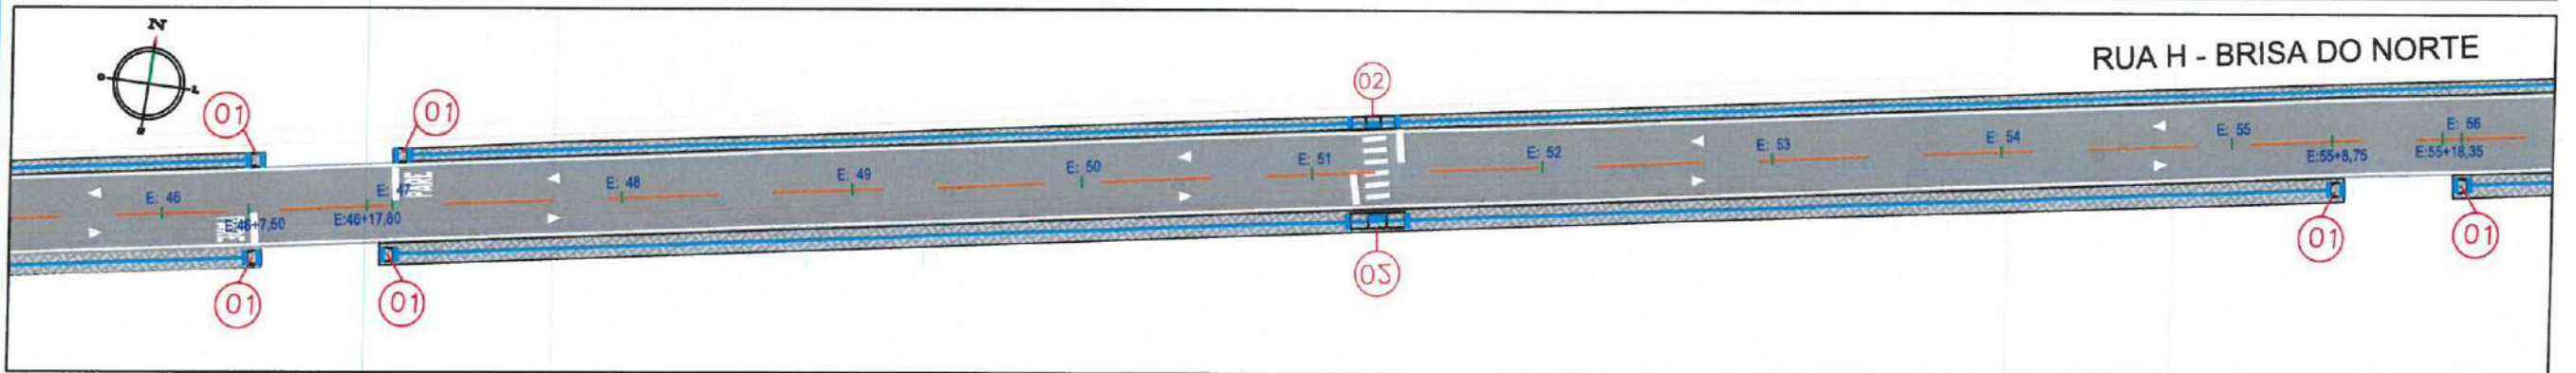 N
RUA H - BRISA DO NORTE
O
L
S
01
01
02
E: 46
E:46+7,50
E:46+17,80
E: 47
PARE
E: 48
E: 49
E: 50
E: 51
E: 52
E: 53
E: 54
E: 55
E:55+8,75
E: 56
E:55+18,35
01
01
02
01
01